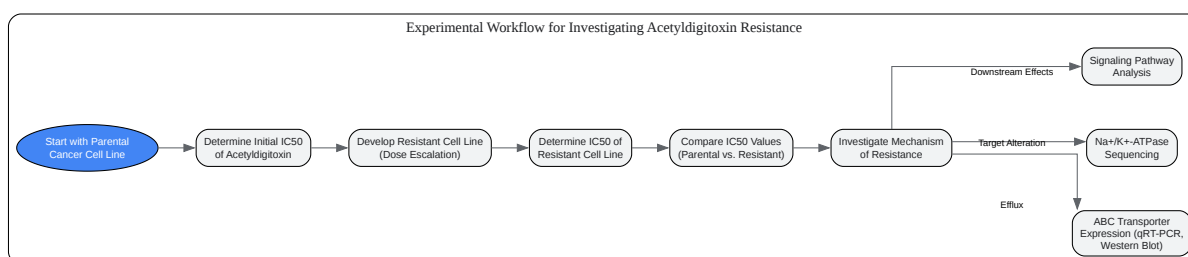 Experimental Workflow for Investigating Acetyldigitoxin Resistance
Start with Parental
Cancer Cell Line
Determine Initial IC50
of Acetyldigitoxin
Develop Resistant Cell Line
(Dose Escalation)
Determine IC50 of
Resistant Cell Line
Compare IC50 Values
(Parental vs. Resistant)
Investigate Mechanism
of Resistance
Downstream Effects
Signaling Pathway
Analysis
Target Alteration
Na+/K+-ATPase
Sequencing
Efflux
ABC Transporter
Expression (qRT-PCR,
Western Blot)